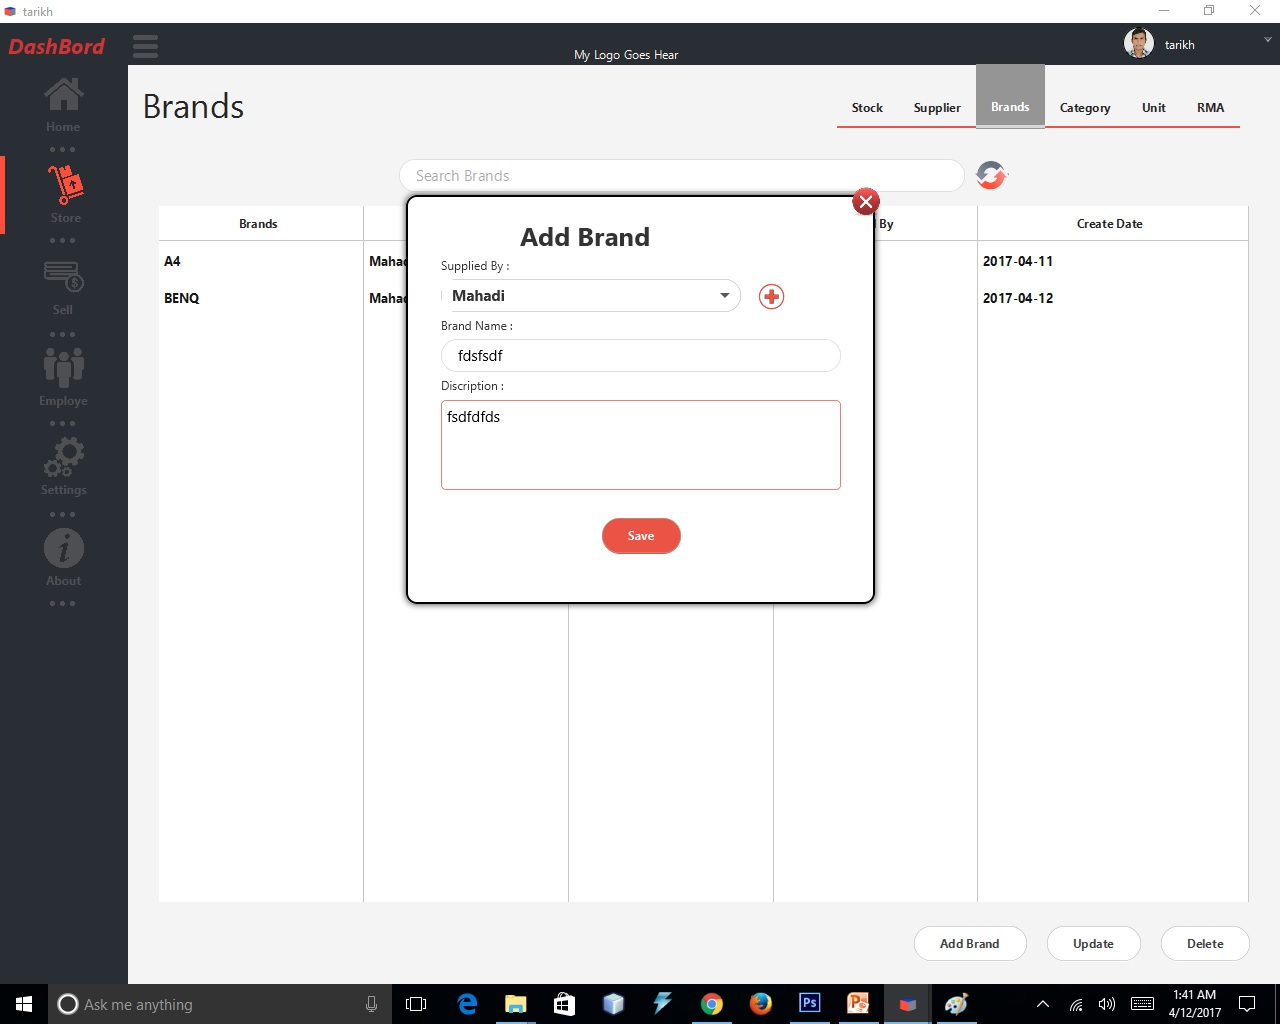 tarikh
DashBord
My Logo Goes Hear
tarikh
Home
Store
Sell
Employe
Settings
About
Brands
Stock
Supplier
Brands
Category
Unit
RMA
Search Brands
Brands
By
Create Date
A4
Mahad
2017-04-11
BENQ
Mahad
2017-04-12
Add Brand
Supplied By :
Mahadi
Brand Name :
fdsfsdf
Discription :
fsdfdfds
Save
Add Brand
Update
Delete
Ask me anything
Ps
1:41 AM
4/12/2017